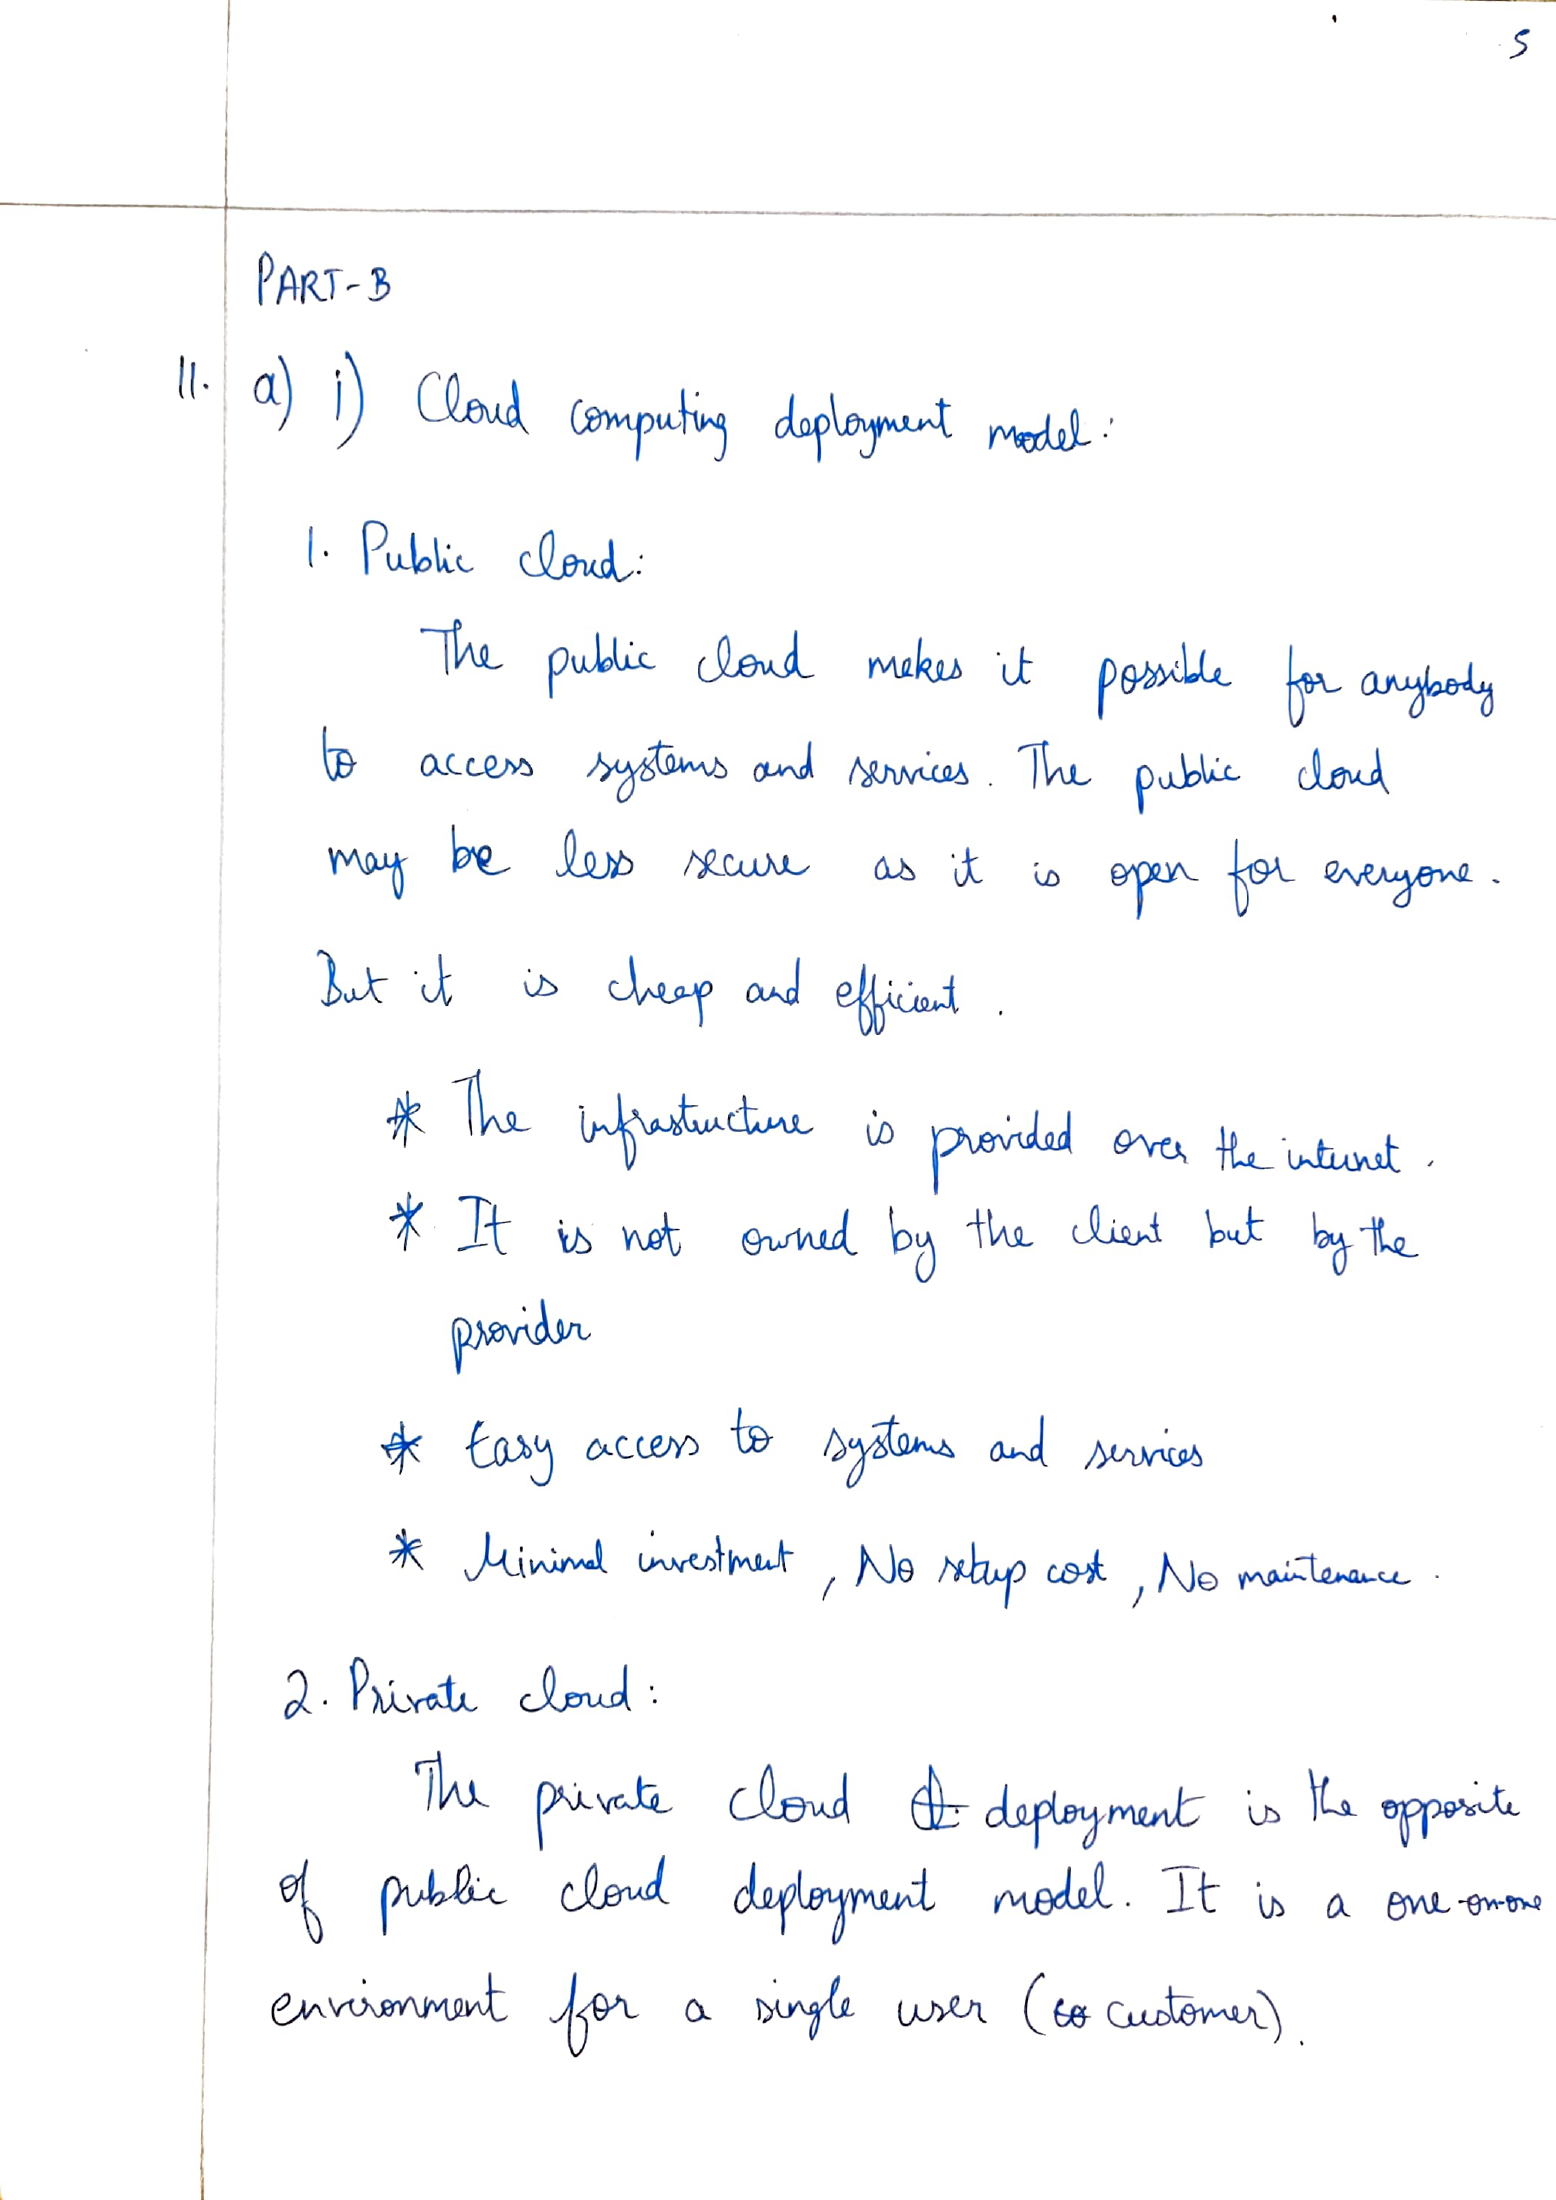 5
PART-B
11. a) i) Cloud computing deployment model:
1. Public cloud:
The public cloud makes it possible for anybody
to access systems and services. The public cloud
may be less secure as it is open for everyone.
But it is cheap and efficient.
* The infrastructure is provided over the internet.
* It is not owned by the client but by the
provider
* Easy access to systems and services
* Minimal investment, No setup cost, No maintenance.
2. Private cloud:
The private cloud deployment is the opposite
of public cloud deployment model. It is a one-on-one
environment for a single user (customer).